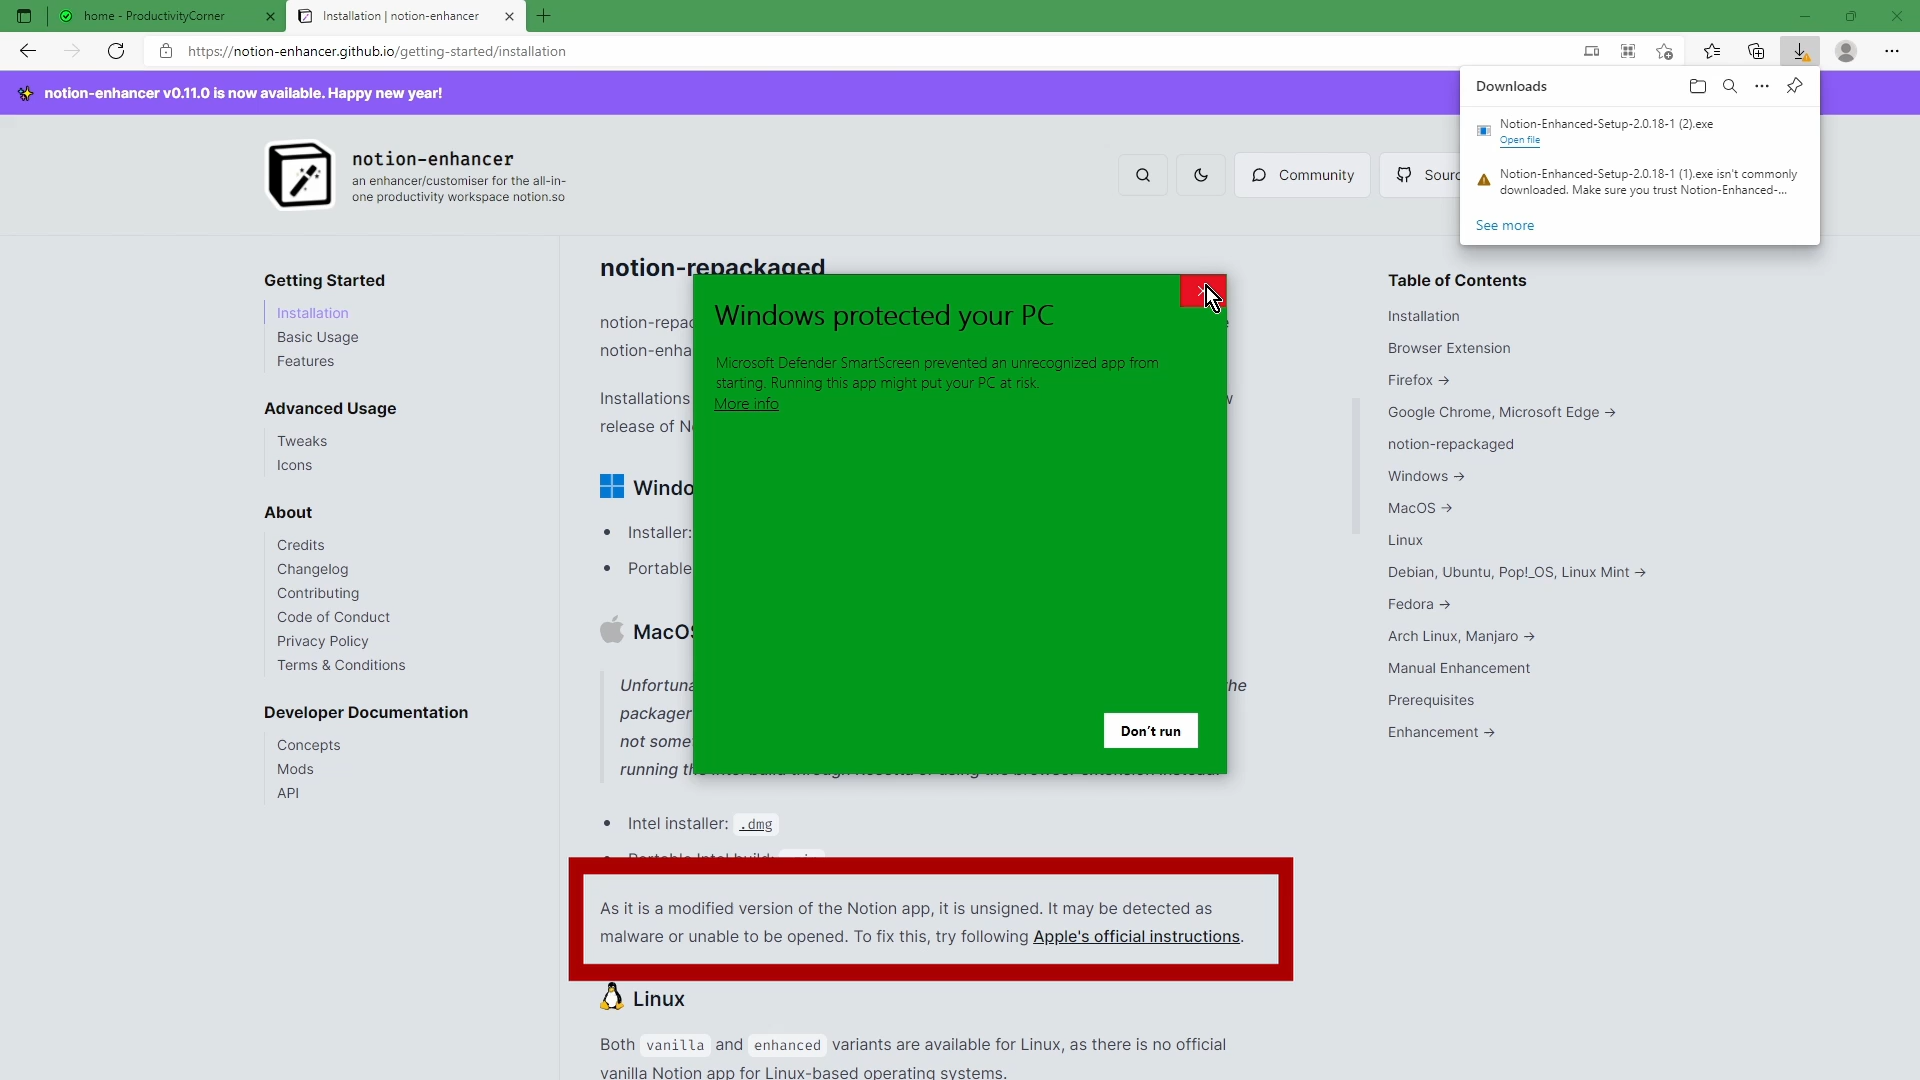 home - ProductivityCorner
Installation | notion-enhancer
https://notion-enhancer.github.io/getting-started/installation
notion-enhancer v0.11.0 is now available. Happy new year!
Downloads
Notion-Enhanced-Setup-2.0.18-1 (2).exe
Open file
Notion-Enhanced-Setup-2.0.18-1 (1).exe isn't commonly
downloaded. Make sure you trust Notion-Enhanced-...
See more
notion-enhancer
an enhancer/customiser for the all-in-
one productivity workspace notion.so
Community
Getting Started
Installation
Basic Usage
Features
Advanced Usage
Tweaks
Icons
About
Credits
Changelog
Contributing
Code of Conduct
Privacy Policy
Terms & Conditions
Developer Documentation
Concepts
Mods
API
notion-repackaged
Installations
release of
Installer:
Portable
MacOS
packager
not
running
Windows protected your PC
Microsoft Defender SmartScreen prevented an unrecognized app from
starting. Running this app might put your PC at risk.
More info
Don't run
Intel installer: .dmg
Portable Intel build:
As it is a modified version of the Notion app, it is unsigned. It may be detected as
malware or unable to be opened. To fix this, try following Apple's official instructions.
Linux
Both vanilla and enhanced variants are available for Linux, as there is no official
vanilla Notion app for Linux-based operating systems.
Table of Contents
Installation
Browser Extension
Firefox →
Google Chrome, Microsoft Edge →
notion-repackaged
Windows →
MacOS →
Linux
Debian, Ubuntu, Pop!_OS, Linux Mint →
Fedora →
Arch Linux, Manjaro →
Manual Enhancement
Prerequisites
Enhancement →